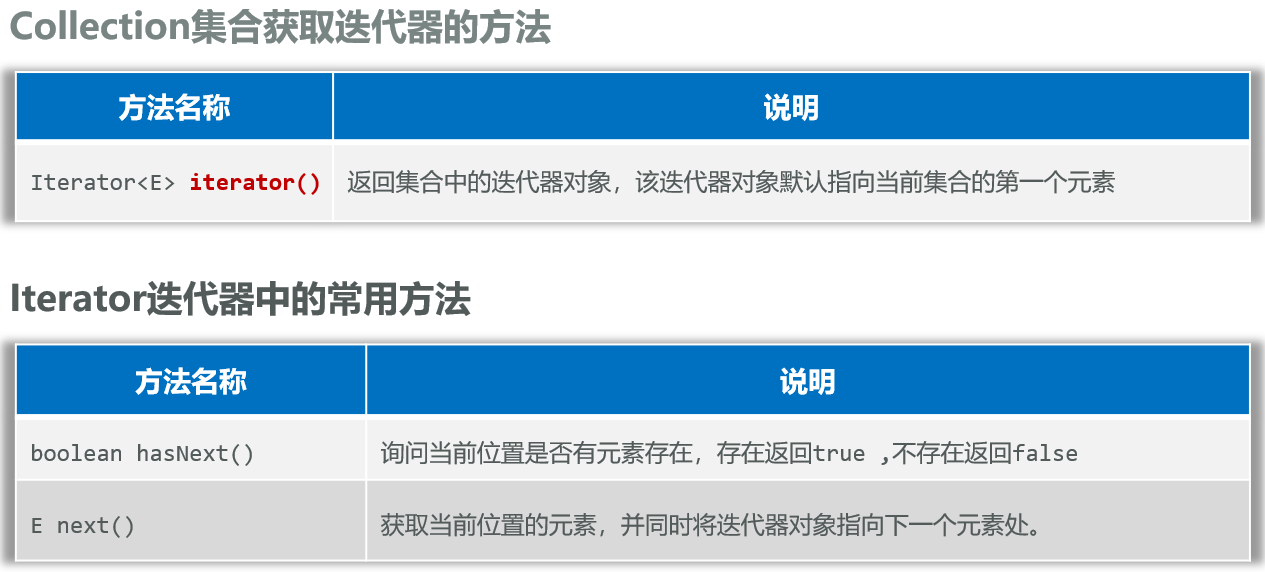 Collection集合获取迭代器的方法
方法名称 说明
Iterator<E> iterator() 返回集合中的迭代器对象，该迭代器对象默认指向当前集合的第一个元素
Iterator迭代器中的常用方法
方法名称 说明
boolean hasNext() 询问当前位置是否有元素存在，存在返回true ,不存在返回false
E next() 获取当前位置的元素，并同时将迭代器对象指向下一个元素处。